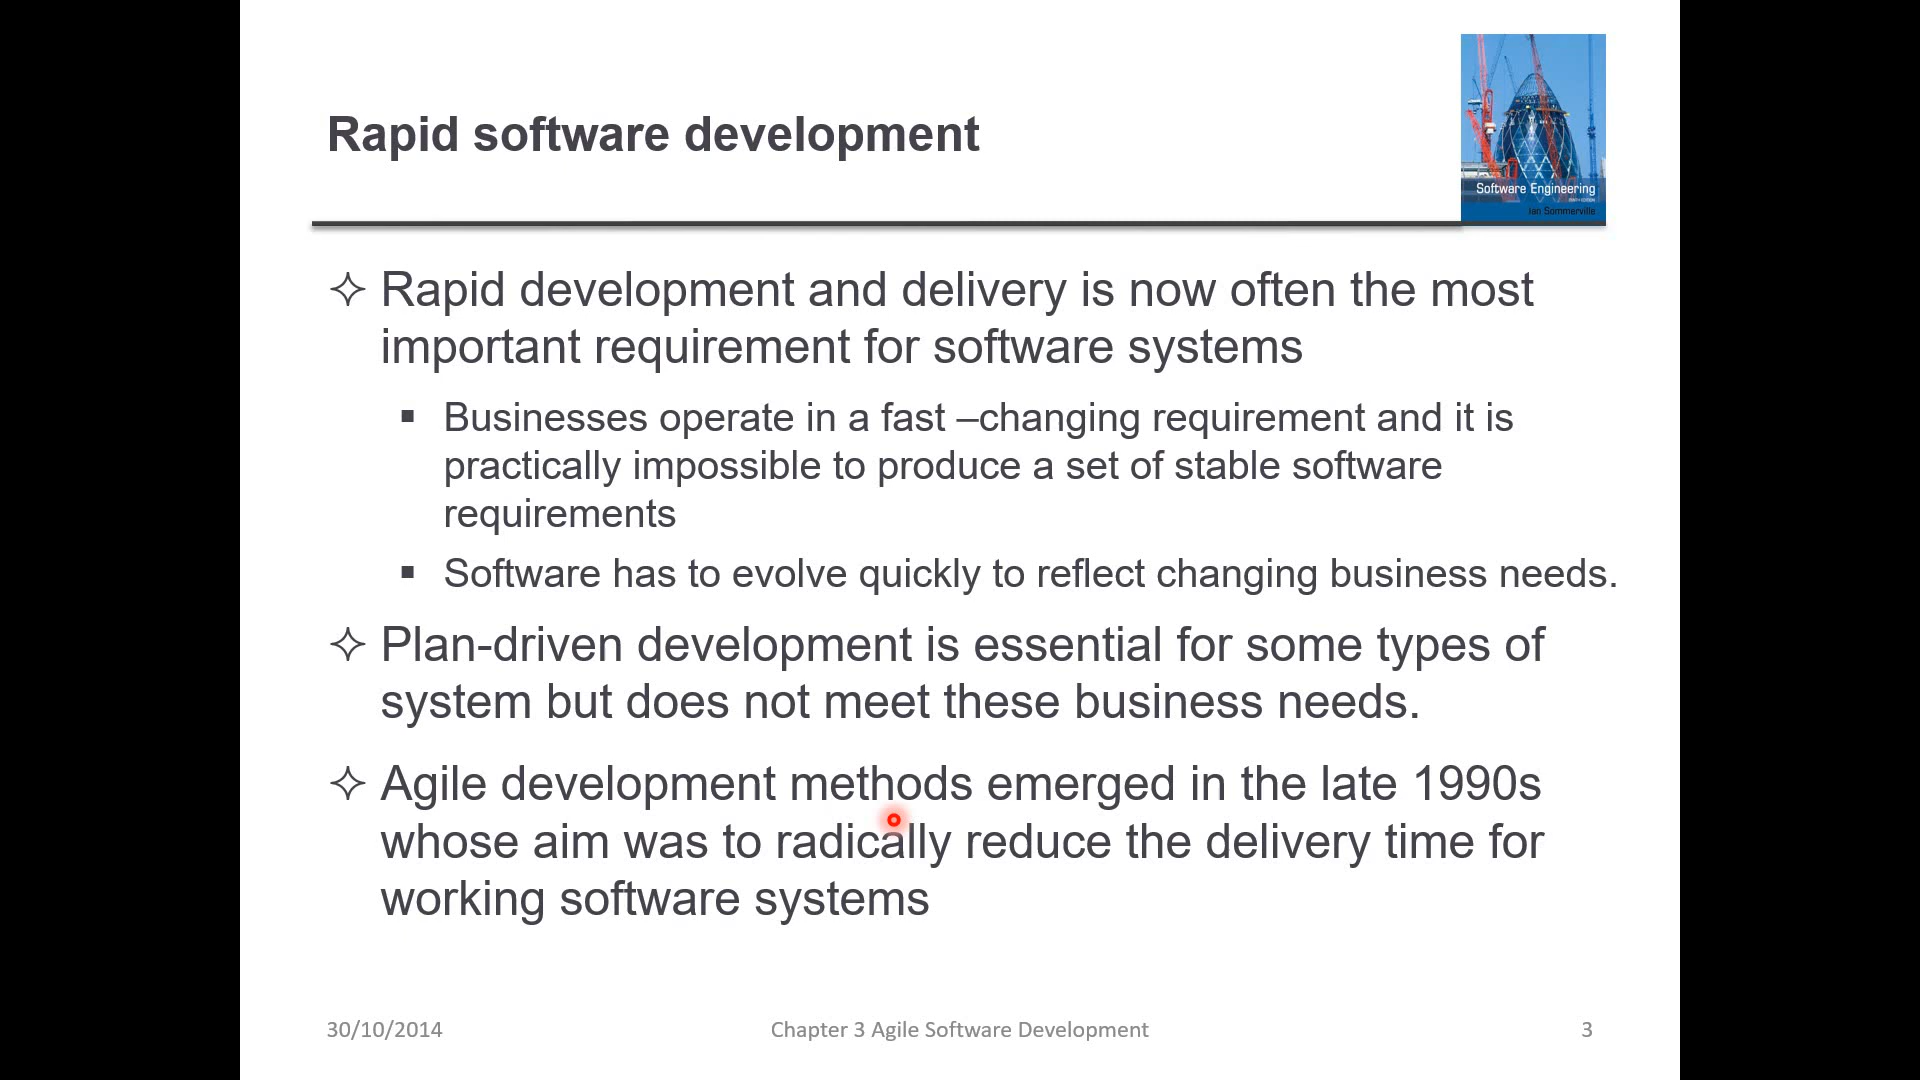 Rapid software development
Software Engineering
Ian Sommerville
✧ Rapid development and delivery is now often the most
important requirement for software systems
▪ Businesses operate in a fast –changing requirement and it is
practically impossible to produce a set of stable software
requirements
▪ Software has to evolve quickly to reflect changing business needs.
✧ Plan-driven development is essential for some types of
system but does not meet these business needs.
✧ Agile development methods emerged in the late 1990s
whose aim was to radically reduce the delivery time for
working software systems
30/10/2014
Chapter 3 Agile Software Development
3